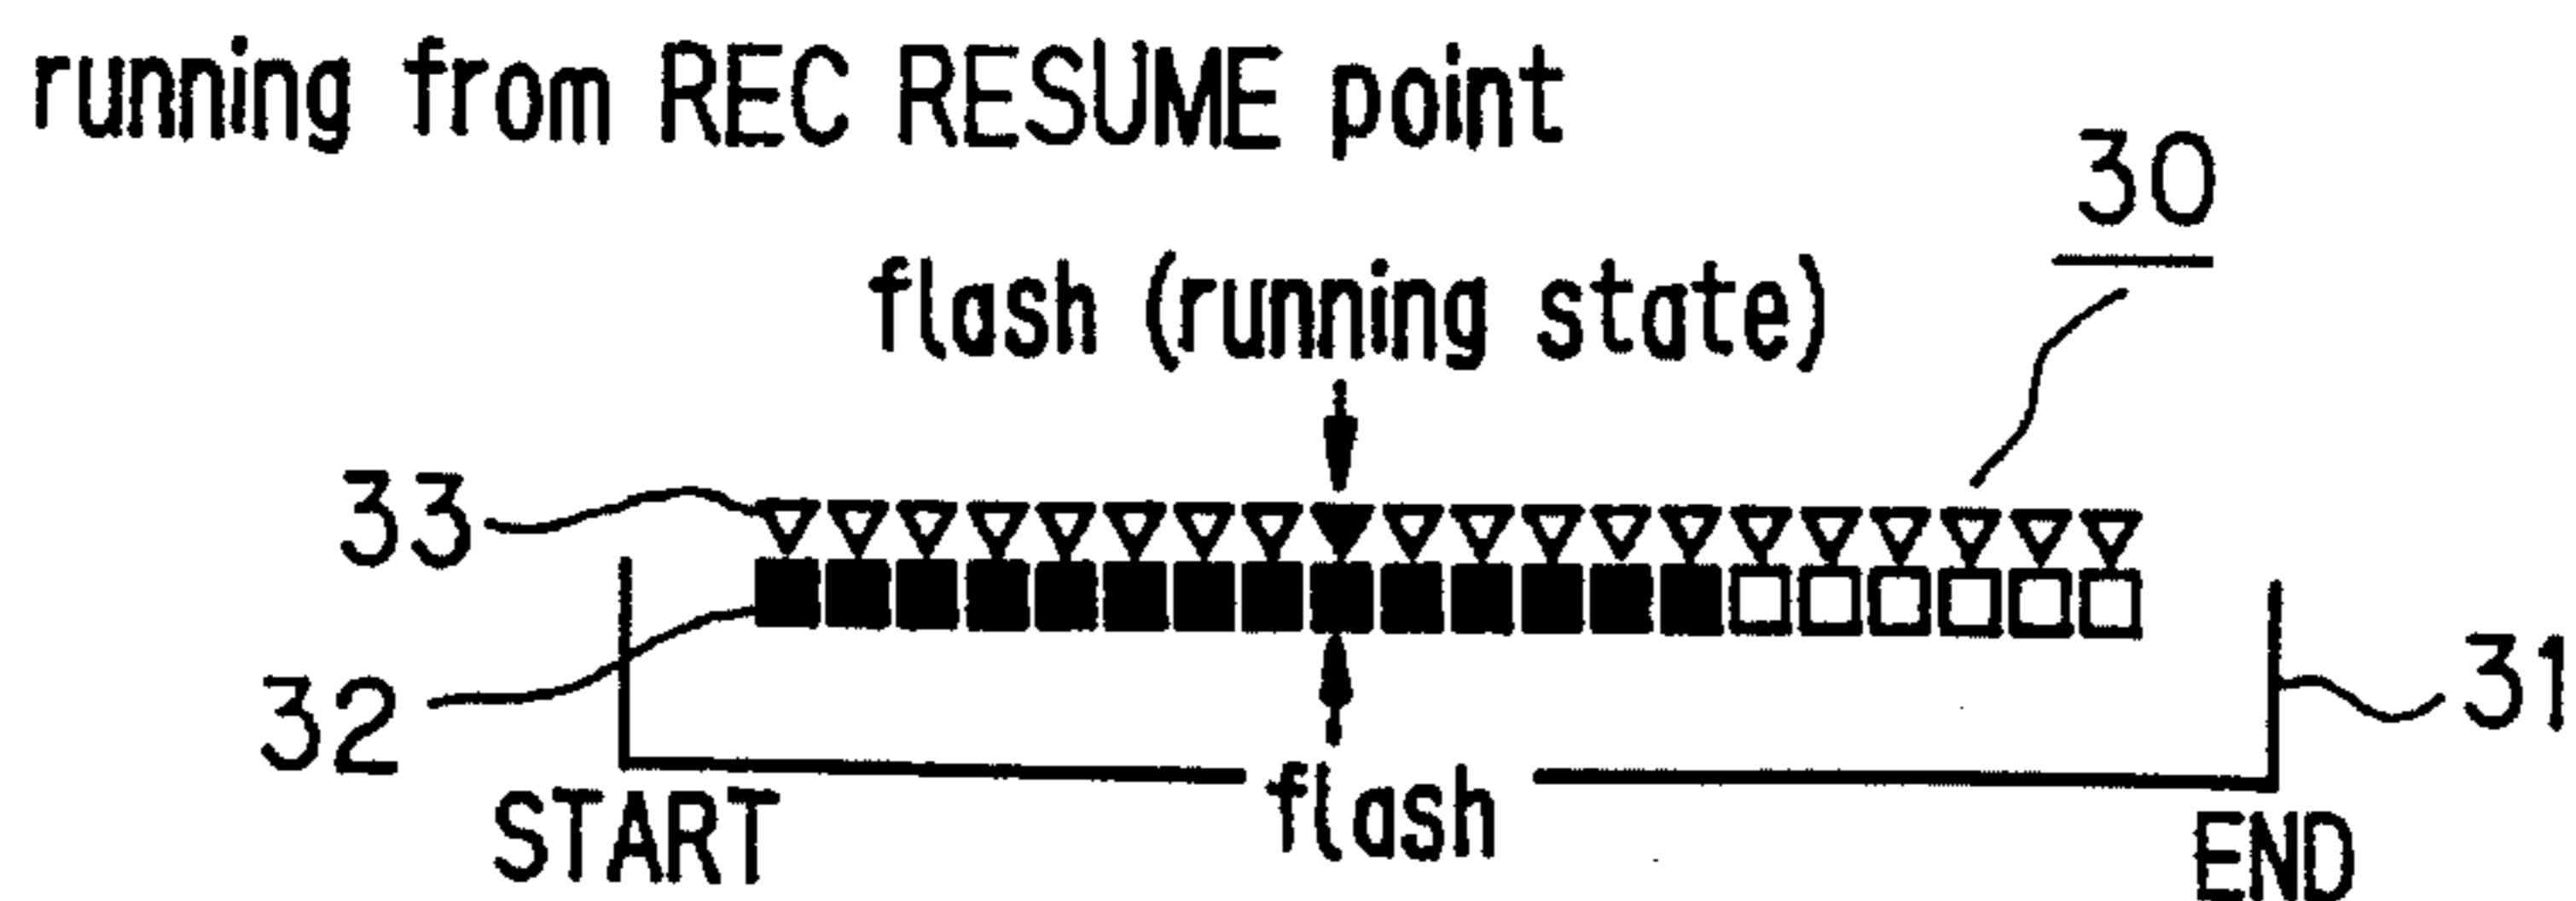 running from REC RESUME point
30
flash (running state)
33
32
31
flash
START
END